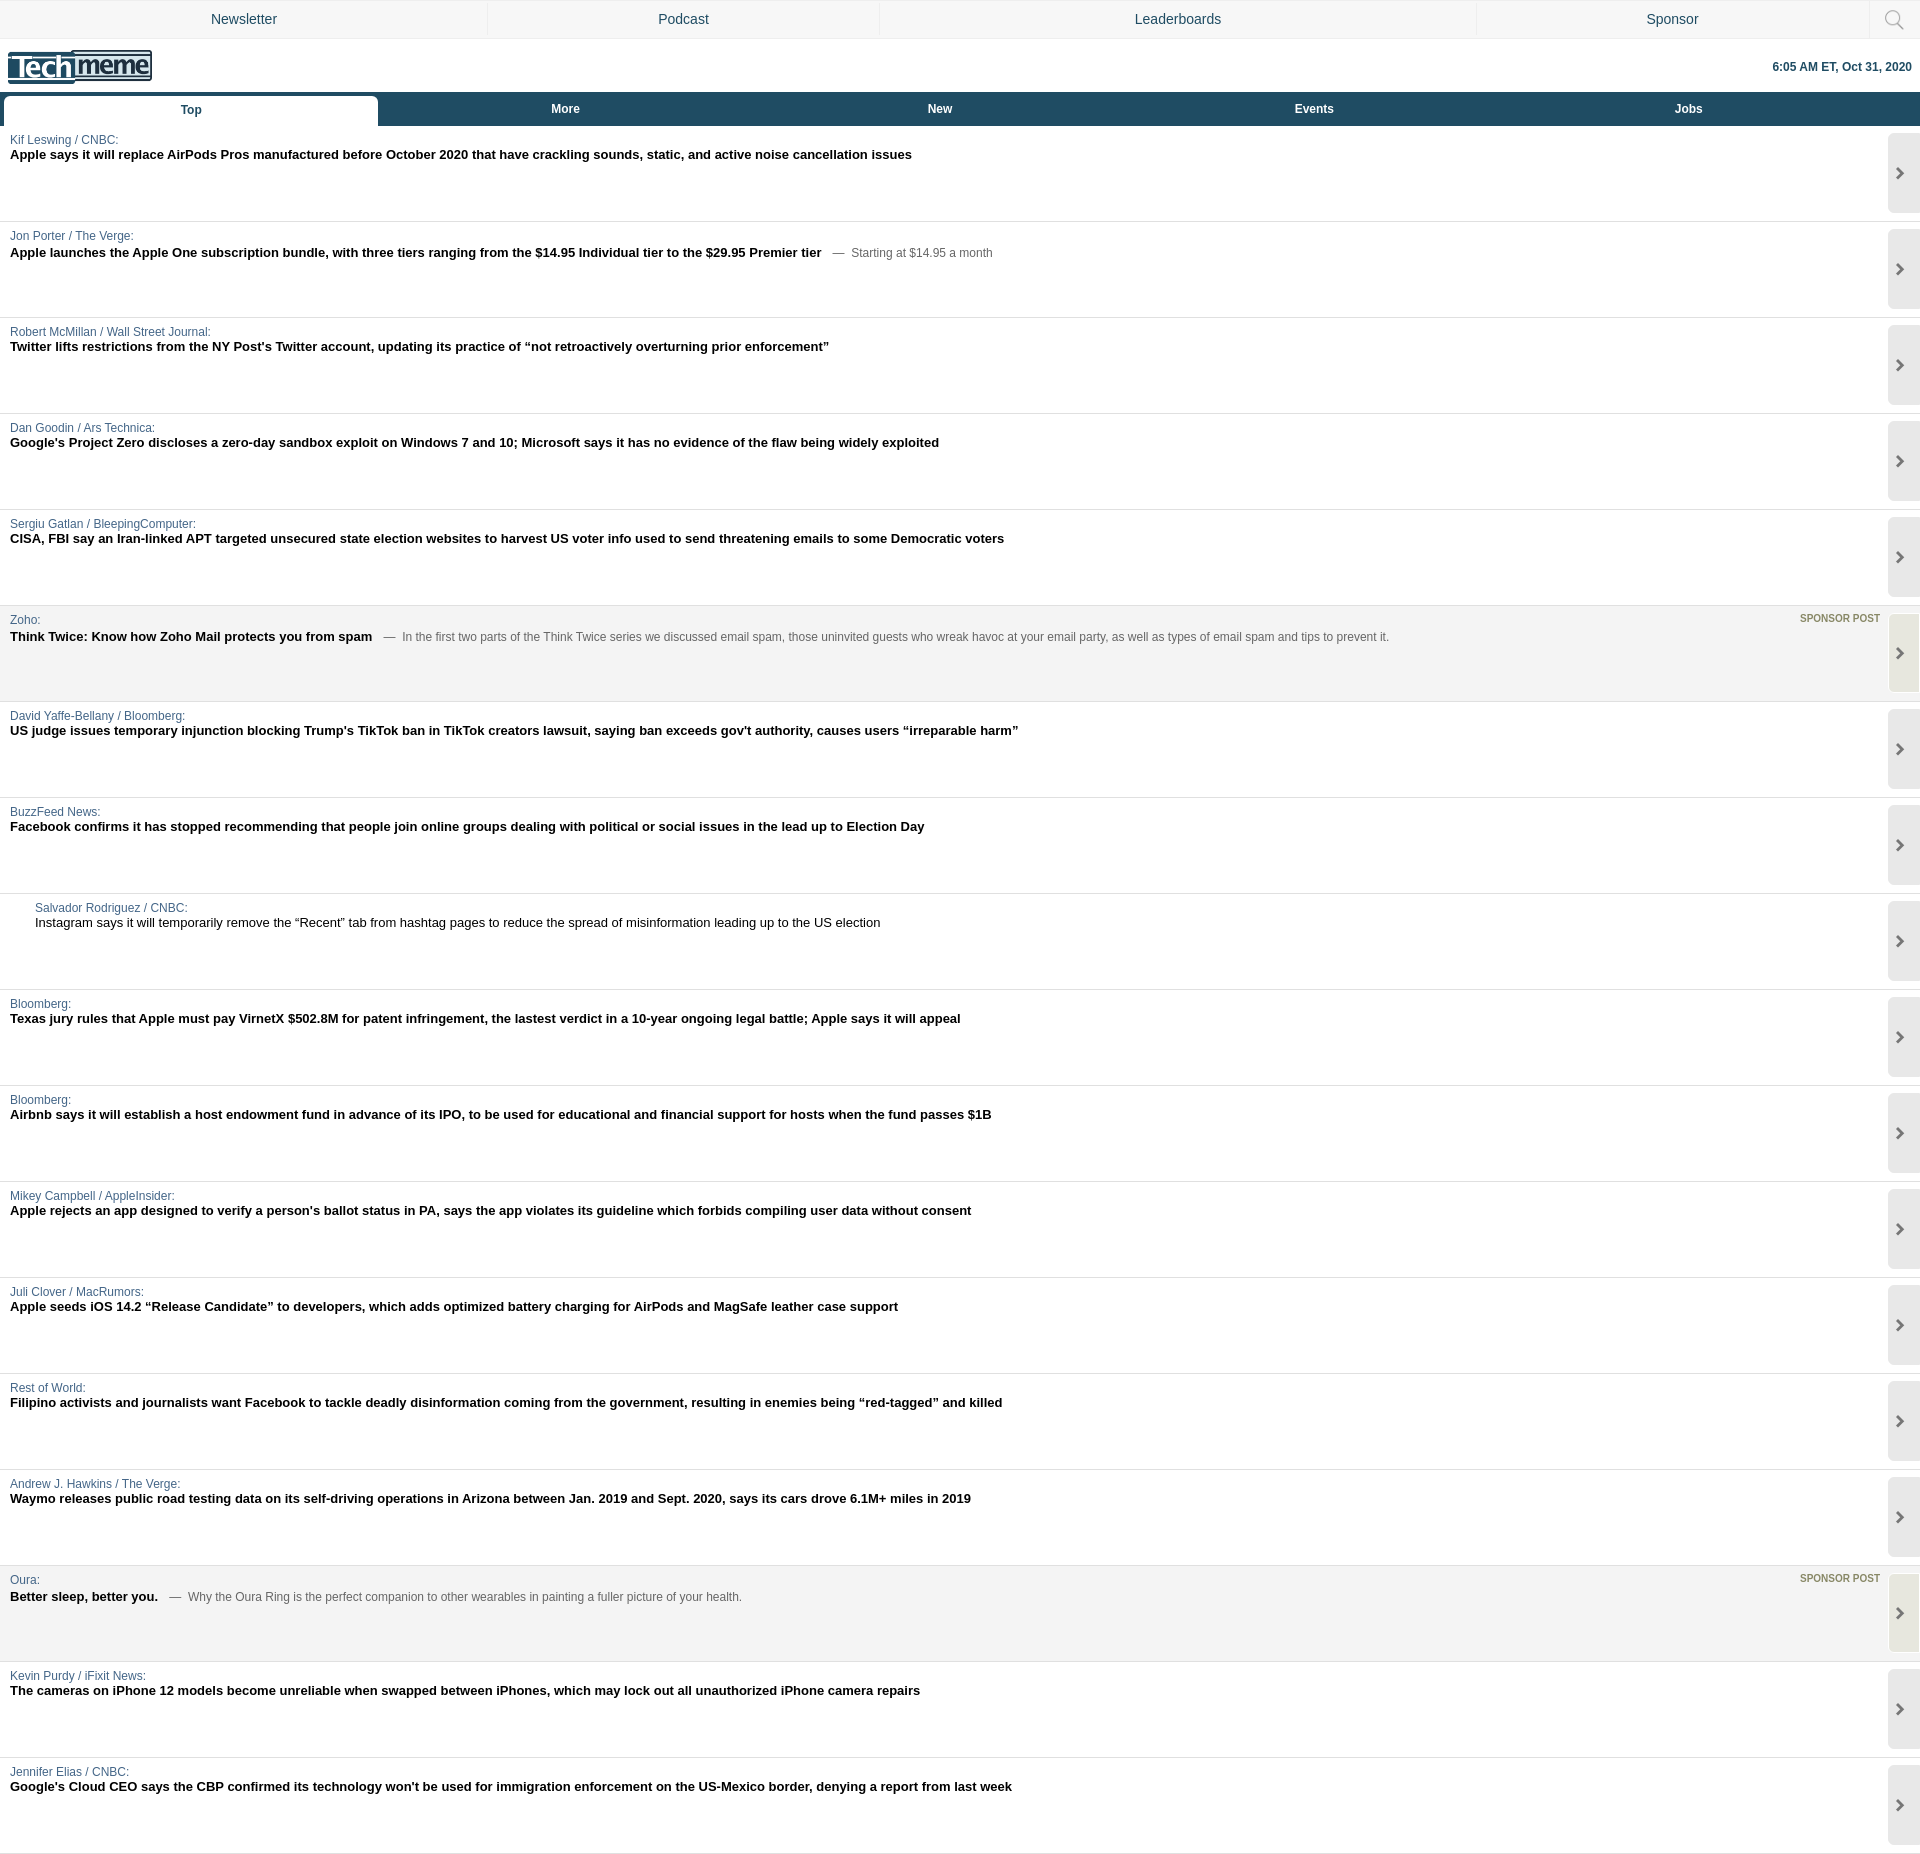 Newsletter
Podcast
Leaderboards
Sponsor
Techmeme
6:05 AM ET, Oct 31, 2020
Top
More
New
Events
Jobs
Kif Leswing / CNBC:
Apple says it will replace AirPods Pros manufactured before October 2020 that have crackling sounds, static, and active noise cancellation issues
Jon Porter / The Verge:
Apple launches the Apple One subscription bundle, with three tiers ranging from the $14.95 Individual tier to the $29.95 Premier tier — Starting at $14.95 a month
Robert McMillan / Wall Street Journal:
Twitter lifts restrictions from the NY Post's Twitter account, updating its practice of “not retroactively overturning prior enforcement”
Dan Goodin / Ars Technica:
Google's Project Zero discloses a zero-day sandbox exploit on Windows 7 and 10; Microsoft says it has no evidence of the flaw being widely exploited
Sergiu Gatlan / BleepingComputer:
CISA, FBI say an Iran-linked APT targeted unsecured state election websites to harvest US voter info used to send threatening emails to some Democratic voters
Zoho:
SPONSOR POST
Think Twice: Know how Zoho Mail protects you from spam — In the first two parts of the Think Twice series we discussed email spam, those uninvited guests who wreak havoc at your email party, as well as types of email spam and tips to prevent it.
David Yaffe-Bellany / Bloomberg:
US judge issues temporary injunction blocking Trump's TikTok ban in TikTok creators lawsuit, saying ban exceeds gov't authority, causes users “irreparable harm”
BuzzFeed News:
Facebook confirms it has stopped recommending that people join online groups dealing with political or social issues in the lead up to Election Day
Salvador Rodriguez / CNBC:
Instagram says it will temporarily remove the “Recent” tab from hashtag pages to reduce the spread of misinformation leading up to the US election
Bloomberg:
Texas jury rules that Apple must pay VirnetX $502.8M for patent infringement, the lastest verdict in a 10-year ongoing legal battle; Apple says it will appeal
Bloomberg:
Airbnb says it will establish a host endowment fund in advance of its IPO, to be used for educational and financial support for hosts when the fund passes $1B
Mikey Campbell / AppleInsider:
Apple rejects an app designed to verify a person's ballot status in PA, says the app violates its guideline which forbids compiling user data without consent
Juli Clover / MacRumors:
Apple seeds iOS 14.2 “Release Candidate” to developers, which adds optimized battery charging for AirPods and MagSafe leather case support
Rest of World:
Filipino activists and journalists want Facebook to tackle deadly disinformation coming from the government, resulting in enemies being “red-tagged” and killed
Andrew J. Hawkins / The Verge:
Waymo releases public road testing data on its self-driving operations in Arizona between Jan. 2019 and Sept. 2020, says its cars drove 6.1M+ miles in 2019
Oura:
SPONSOR POST
Better sleep, better you. — Why the Oura Ring is the perfect companion to other wearables in painting a fuller picture of your health.
Kevin Purdy / iFixit News:
The cameras on iPhone 12 models become unreliable when swapped between iPhones, which may lock out all unauthorized iPhone camera repairs
Jennifer Elias / CNBC:
Google's Cloud CEO says the CBP confirmed its technology won't be used for immigration enforcement on the US-Mexico border, denying a report from last week